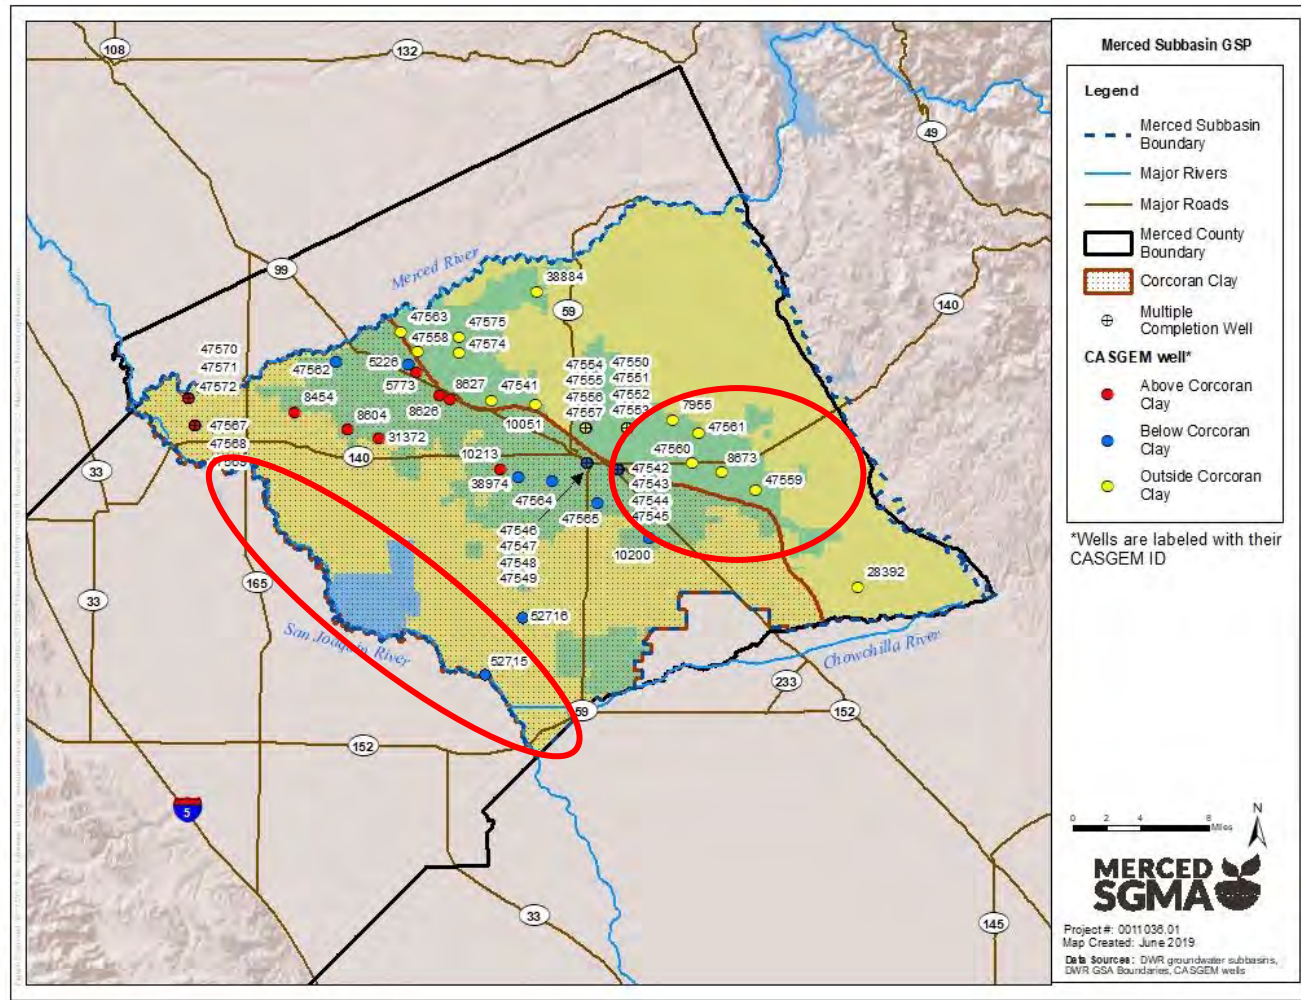 108
132
49
99
Merced River
38884
59
140
47563
47575
47558
47574
47570
47571
47572
47562
5226
5773
8627
47541
47554
47555
47556
47557
47550
47551
47552
47553
8454
8604
8626
10051
7955
47561
47567
47568
31372
140
10213
38974
47560
8673
47559
33
47564
47565
47542
47543
47544
47545
47546
47547
47548
47549
10200
165
28392
33
52716
San Joaquin River
52715
Chowchilla River
233
59
152
152
5
33
145
Merced Subbasin GSP
Legend
Merced Subbasin
Boundary
Major Rivers
Major Roads
Merced County
Boundary
Corcoran Clay
Multiple
Completion Well
CASGEM well*
Above Corcoran
Clay
Below Corcoran
Clay
Outside Corcoran
Clay
*Wells are labeled with their
CASGEM ID
N
0 2 4 8
Miles
MERCED
SGMA
Project #: 0011036.01
Map Created: June 2019
Data Sources: DWR groundwater subbasins,
DWR GSA Boundaries, CASGEM wells